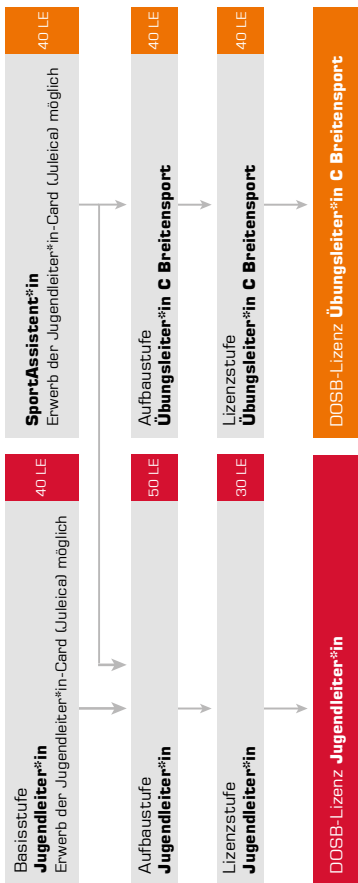 Basisstufe
Jugendleiter*in
Erwerb der Jugendleiter*in-Card (Juleica) möglich
40 LE
SportAssistent*in
Erwerb der Jugendleiter*in-Card (Juleica) möglich
40 LE
Aufbaustufe
Jugendleiter*in
50 LE
Aufbaustufe
Übungsleiter*in C Breitensport
40 LE
Lizenzstufe
Jugendleiter*in
30 LE
Lizenzstufe
Übungsleiter*in C Breitensport
40 LE
DOSB-Lizenz Jugendleiter*in
DOSB-Lizenz Übungsleiter*in C Breitensport